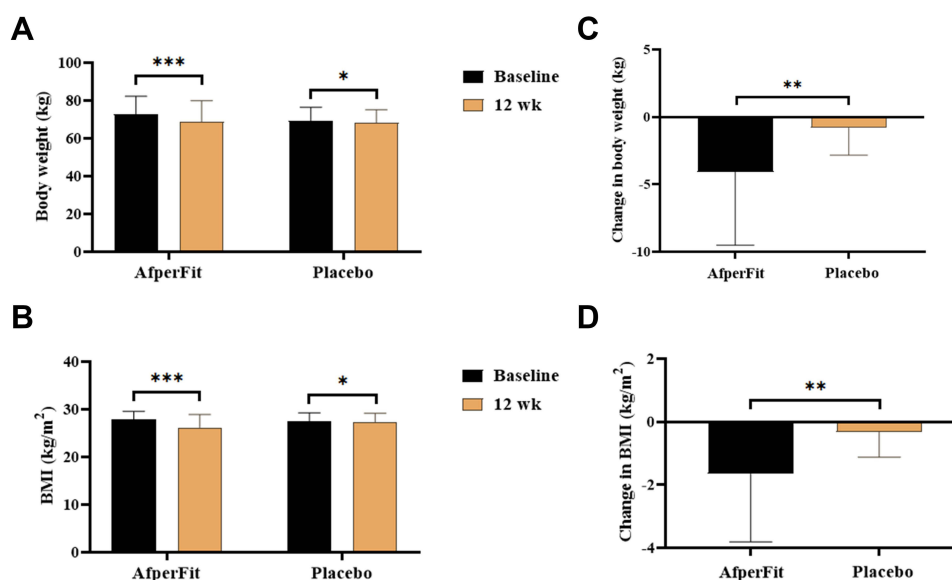 A
Body weight (kg)
100
80
60
40
20
0
***
*
AfperFit
Placebo
Baseline
12 wk
C
Change in body weight (kg)
5
0
-5
-10
**
AfperFit
Placebo
B
BMI (kg/m²)
40
30
20
10
0
***
*
AfperFit
Placebo
Baseline
12 wk
D
Change in BMI (kg/m²)
2
0
-2
-4
**
AfperFit
Placebo